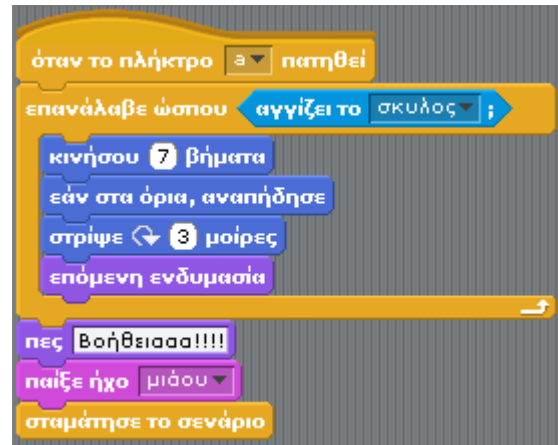 όταν το πλήκτρο a πατηθεί
επανάλαβε ώσπου αγγίζει το σκυλος ;
κινήσου 7 βήματα
εάν στα όρια, αναπήδησε
στρίψε 3 μοίρες
επόμενη ενδυμασία
πες Βοήθειααα!!!!
παίξε ήχο μιάου
σταμάτησε το σενάριο